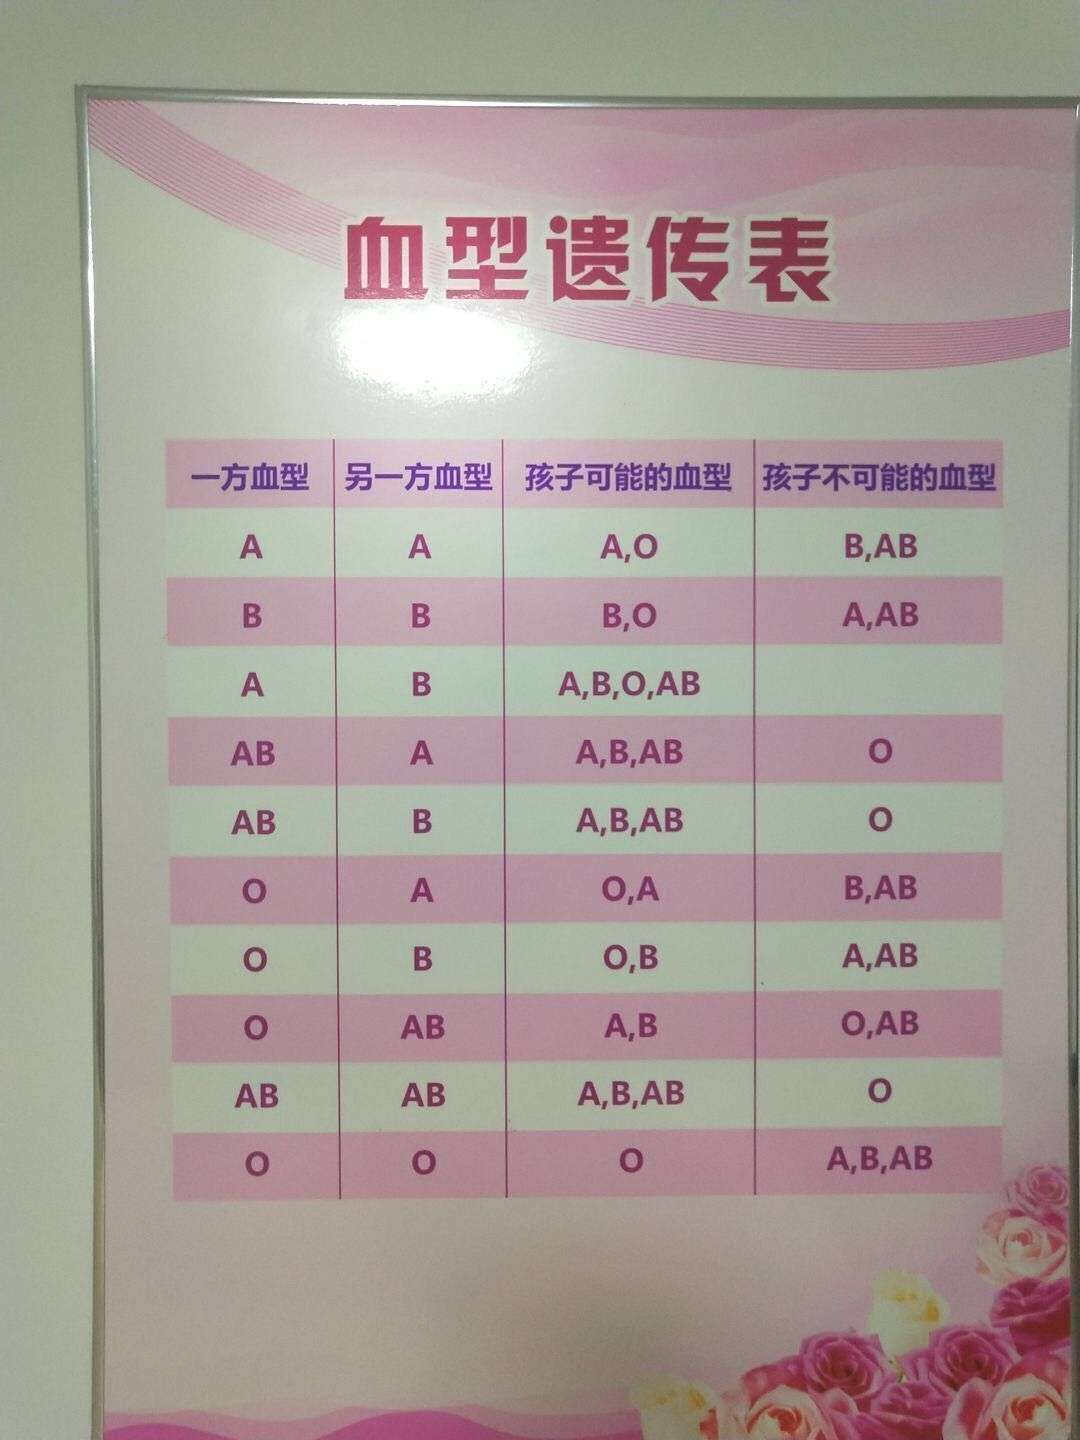 血型遗传表
一方血型 另一方血型 孩子可能的血型 孩子不可能的血型
A A A,O B,AB
B B B,O A,AB
A B A,B,O,AB
AB A A,B,AB O
AB B A,B,AB O
O A O,A B,AB
O B O,B A,AB
O AB A,B O,AB
AB AB A,B,AB O
O O O A,B,AB